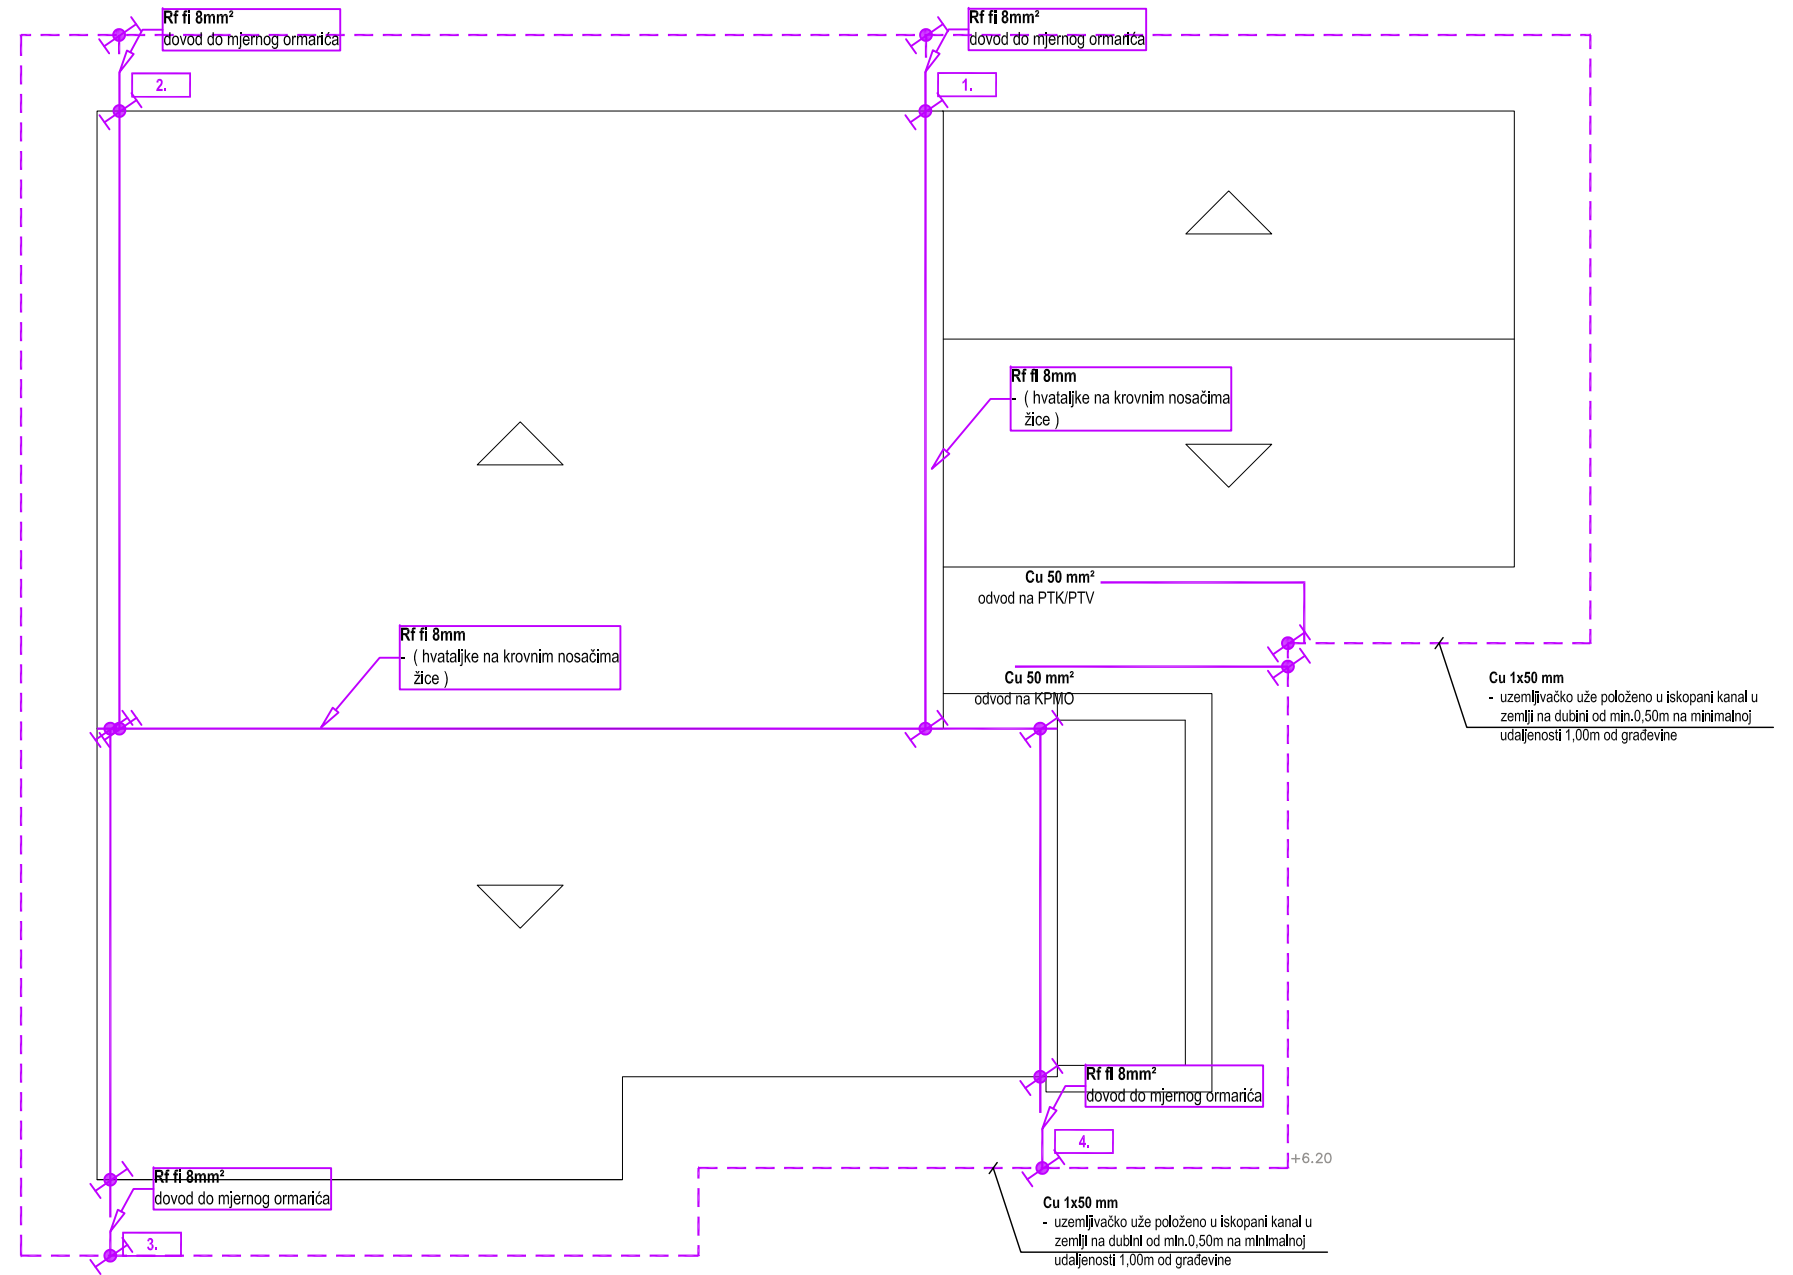 Rf fi 8mm²
dovod do mjernog ormarića
2.
Rf fi 8mm²
dovod do mjernog ormarića
1.
Rf fi 8mm
- ( hvataljke na krovnim nosačima
žice )
Cu 50 mm²
odvod na PTK/PTV
Rf fi 8mm
- ( hvataljke na krovnim nosačima
žice )
Cu 50 mm²
odvod na KPMO
Cu 1x50 mm
- uzemljivačko uže položeno u iskopani kanal u
zemlji na dubini od min.0,50m na minimalnoj
udaljenosti 1,00m od građevine
Rf fi 8mm²
dovod do mjernog ormarića
4.
+6.20
Rf fi 8mm²
dovod do mjernog ormarića
3.
Cu 1x50 mm
- uzemljivačko uže položeno u iskopani kanal u
zemlji na dubini od min.0,50m na minimalnoj
udaljenosti 1,00m od građevine